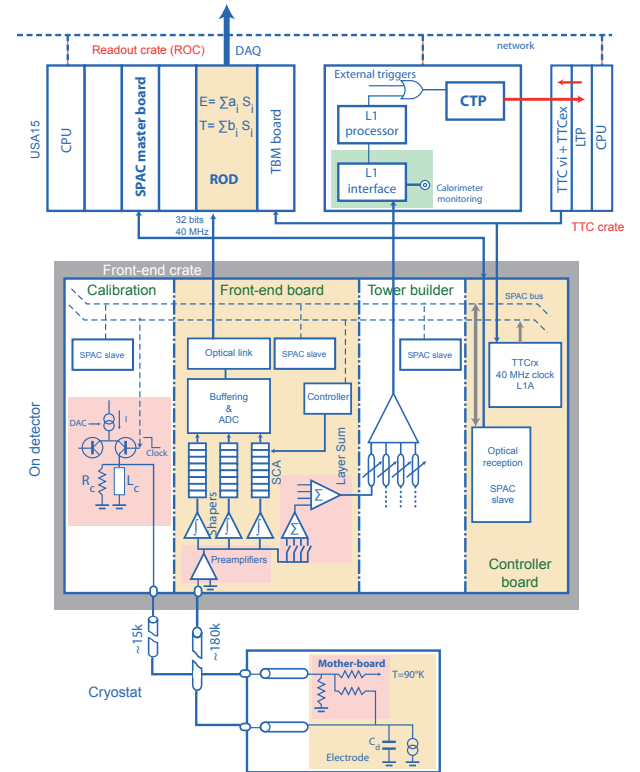 Readout crate (ROC)
DAQ
network
USA15
CPU
SPAC master board
E= ∑aᵢ Sᵢ
T= ∑bᵢ Sᵢ
ROD
TBM board
External triggers
CTP
L1
processor
L1
interface
Calorimeter
monitoring
TTC vi + TTCex
LTP
CPU
32 bits
40 MHz
TTC crate
Front-end crate
Calibration
Front-end board
Tower builder
SPAC bus
On detector
SPAC slave
Optical link
SPAC slave
SPAC slave
TTCrx
40 MHz clock
L1A
Buffering
&
ADC
Controller
DAC
I
Clock
R_c
L_c
SCA
Layer Sum
Shapers
∫
∫
∫
∑
∑
Preamplifiers
Optical
reception
SPAC
slave
Controller
board
~15k
~180k
Cryostat
Mother-board
T=90°K
C_d
Electrode